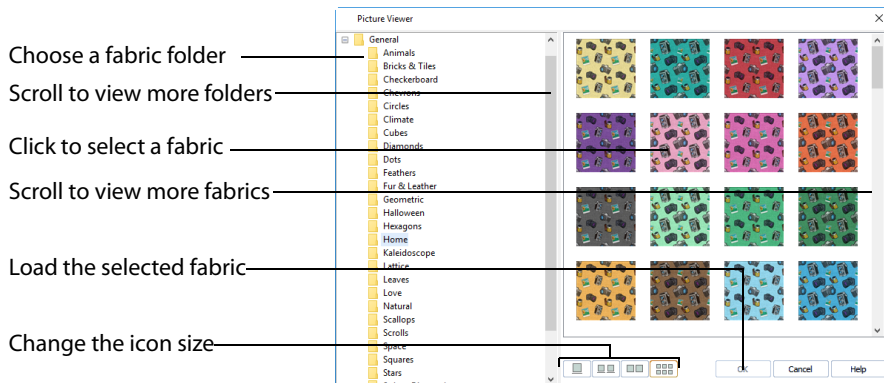 Picture Viewer
Choose a fabric folder
Scroll to view more folders
Click to select a fabric
Scroll to view more fabrics
Load the selected fabric
Change the icon size
General
Animals
Bricks & Tiles
Checkerboard
Chevrons
Circles
Climate
Cubes
Diamonds
Dots
Feathers
Fur & Leather
Geometric
Halloween
Hexagons
Home
Kaleidoscope
Lattice
Leaves
Love
Natural
Scallops
Scrolls
Space
Squares
Stars
OK
Cancel
Help